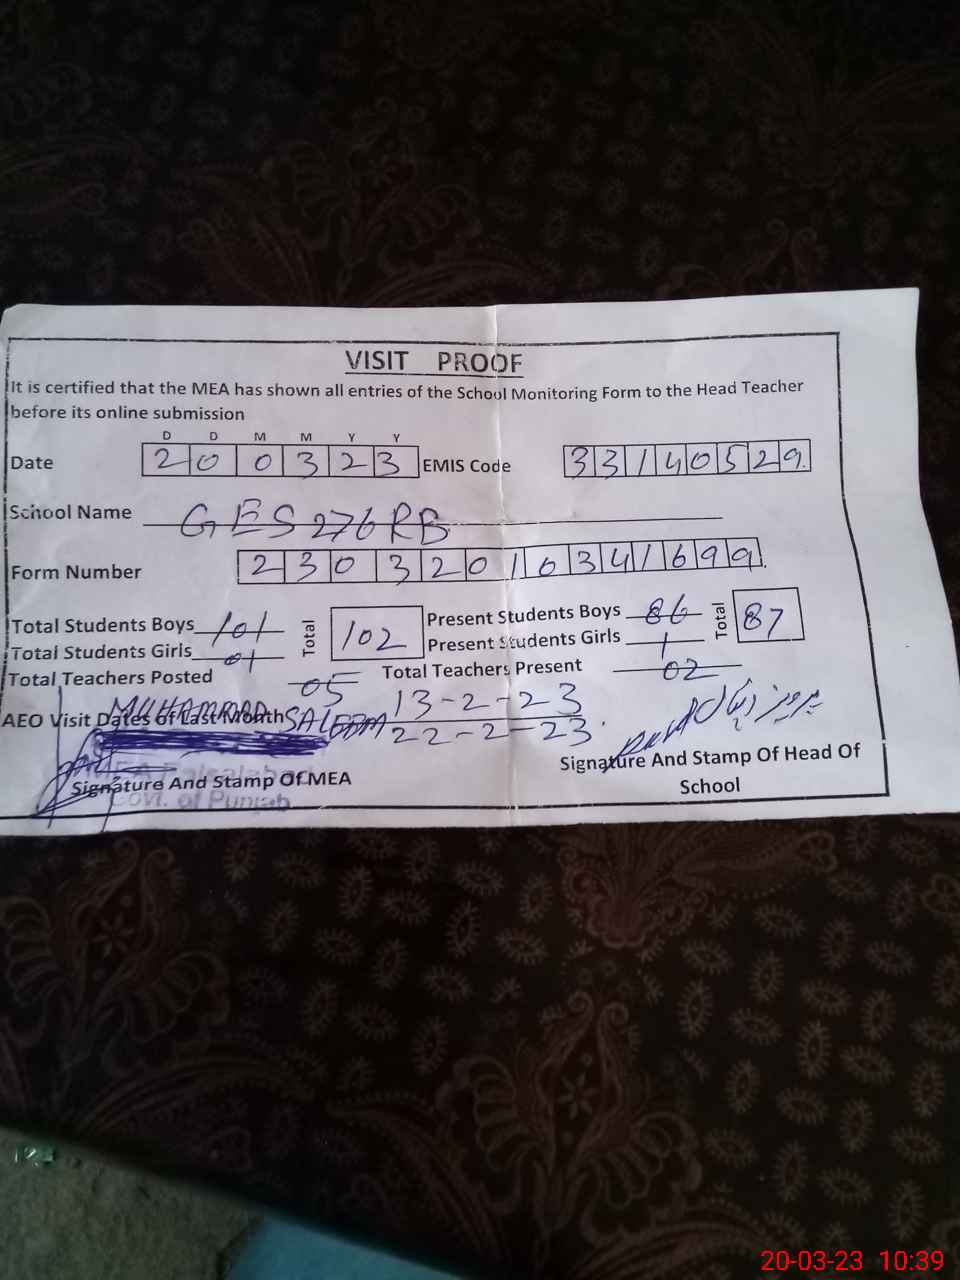 VISIT PROOF
It is certified that the MEA has shown all entries of the School Monitoring Form to the Head Teacher
before its online submission
D D M M Y Y
Date 2 0 0 3 2 3 EMIS Code 3 3 1 4 0 5 2 9
School Name GES 276 RB
Form Number 2 3 0 3 2 0 1 0 3 4 1 6 9 9
Total Students Boys 101 Total 102 Present Students Boys 86 Total 87
Total Students Girls 01 Present Students Girls 1
Total Teachers Posted 05 Total Teachers Present 02
AEO Visit Dates of Last Month 13-2-23
22-2-23
MUHAMMAD SALEEM
Signature And Stamp Of MEA
Govt. of Punjab
Signature And Stamp Of Head Of
School
20-03-23 10:39